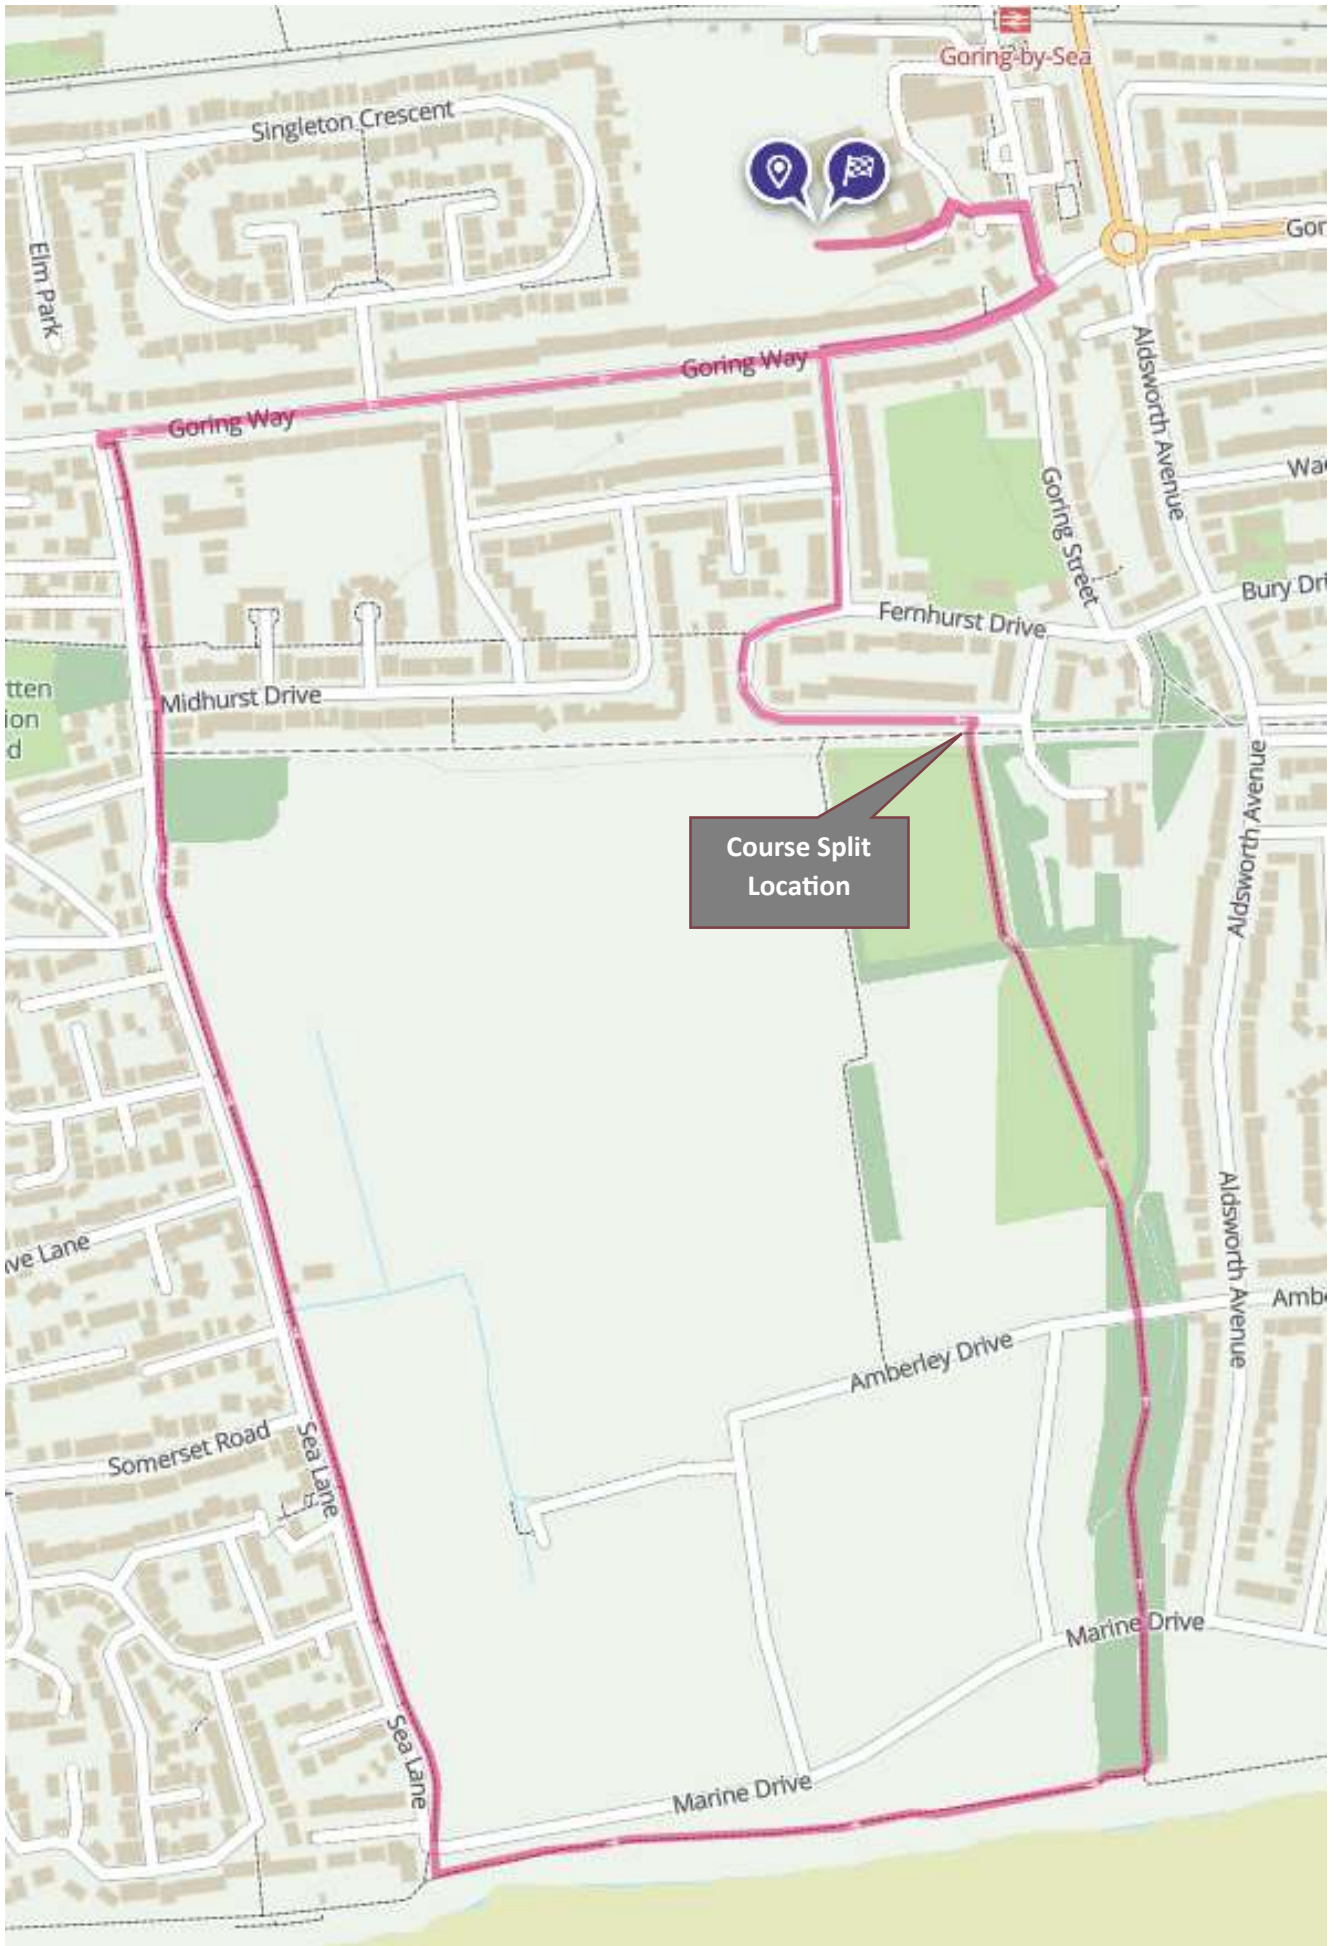 Goring-by-Sea
Singleton Crescent
Elm Park
Gor
Goring Way
Goring Way
Aldsworth Avenue
Goring Street
Wa
Bury Dri
Fernhurst Drive
tten
ion
d
Midhurst Drive
Aldsworth Avenue
Course Split
Location
Aldsworth Avenue
ve Lane
Amb
Amberley Drive
Somerset Road
Sea Lane
Marine Drive
Sea Lane
Marine Drive